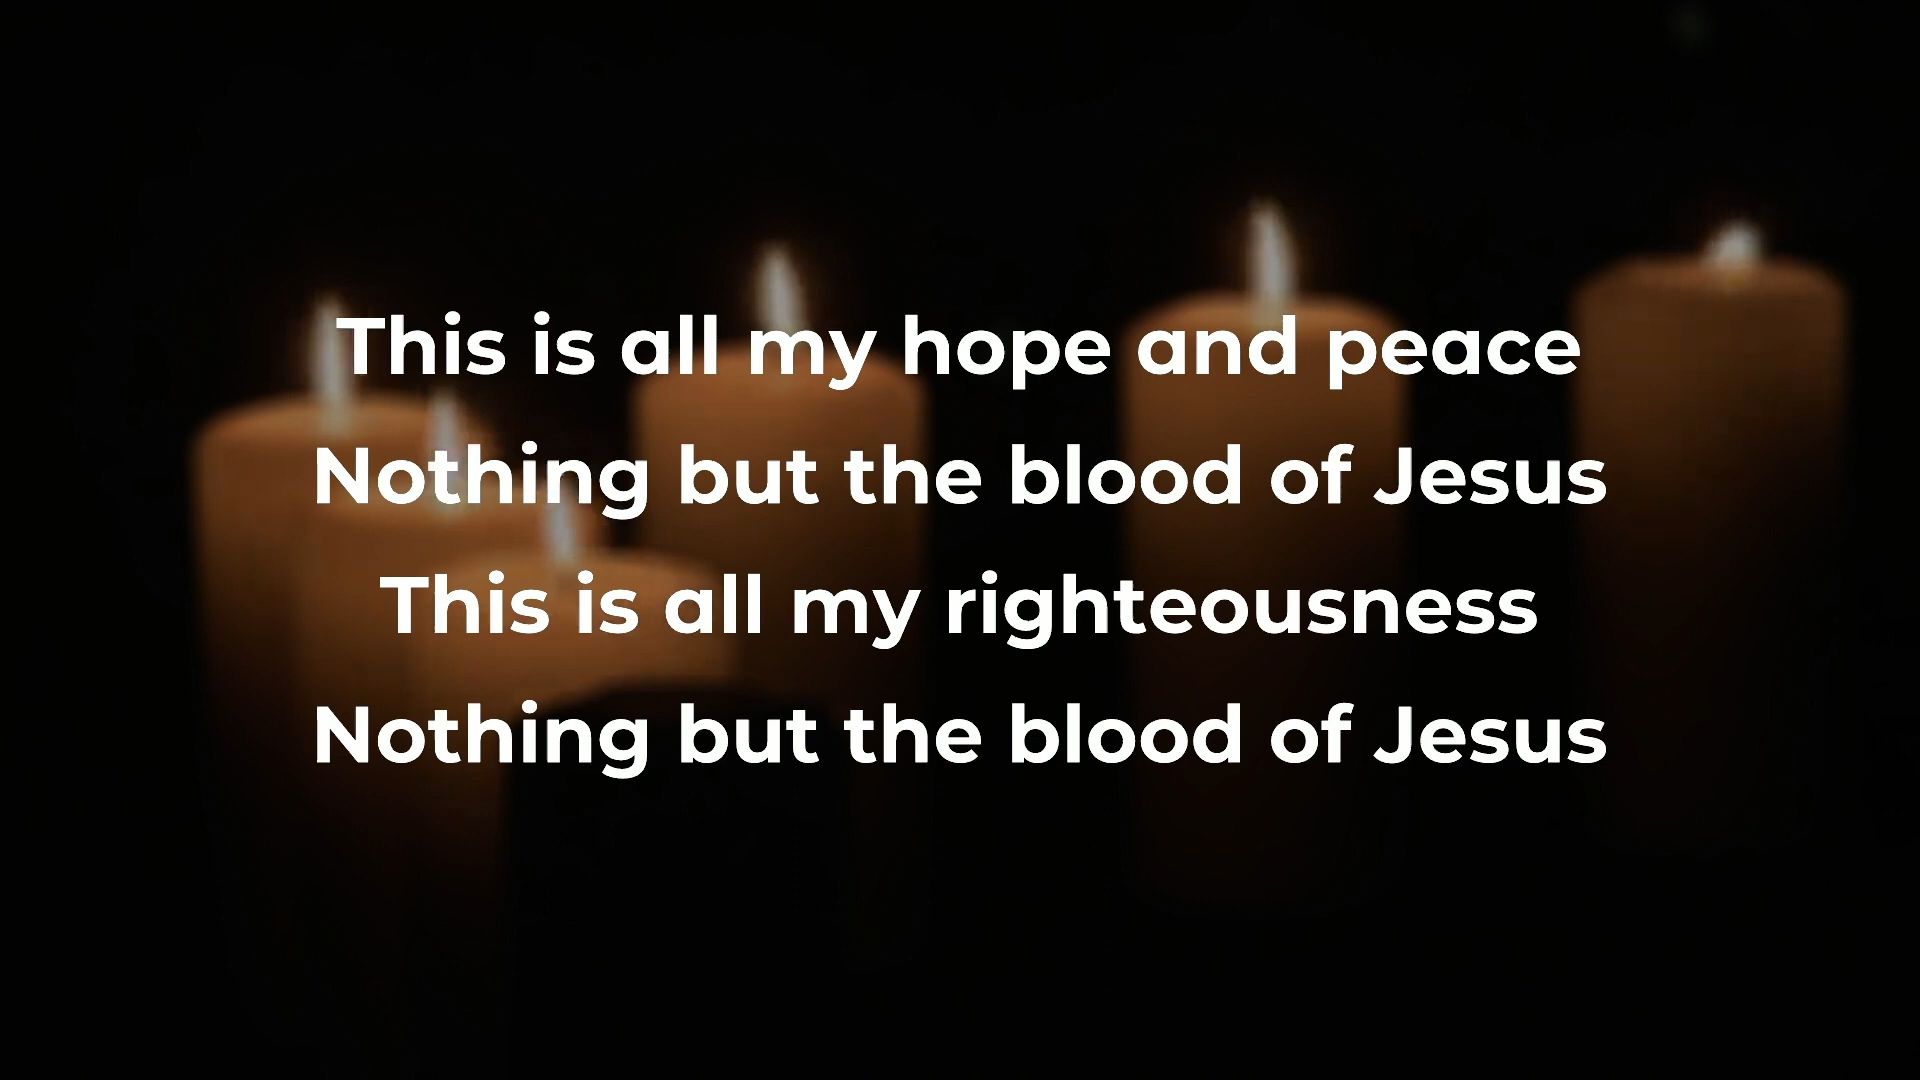 This is all my hope and peace
Nothing but the blood of Jesus
This is all my righteousness
Nothing but the blood of Jesus